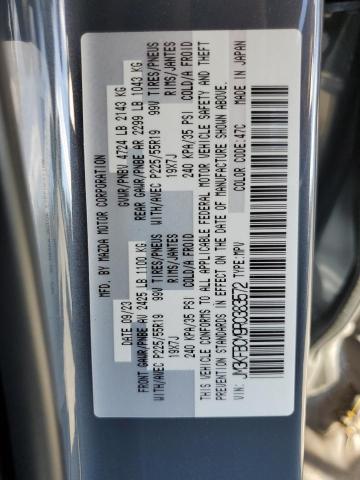 MFD. BY MAZDA MOTOR CORPORATION
DATE 09/23 GVWR/PNBV 4724 LB 2143 KG
FRONT GAWR/PNBE AV 2425 LB 1100 KG REAR GAWR/PNBE AR 2299 LB 1043 KG
WITH/AVEC P225/55R19 99V TIRES/PNEUS WITH/AVEC P225/55R19 99V TIRES/PNEUS
19X7J RIMS/JANTES 19X7J RIMS/JANTES
240 KPA/35 PSI COLD/A FROID 240 KPA/35 PSI COLD/A FROID
THIS VEHICLE CONFORMS TO ALL APPLICABLE FEDERAL MOTOR VEHICLE SAFETY AND THEFT
PREVENTION STANDARDS IN EFFECT ON THE DATE OF MANUFACTURE SHOWN ABOVE.
TYPE: MPV COLOR: 47C MADE IN JAPAN